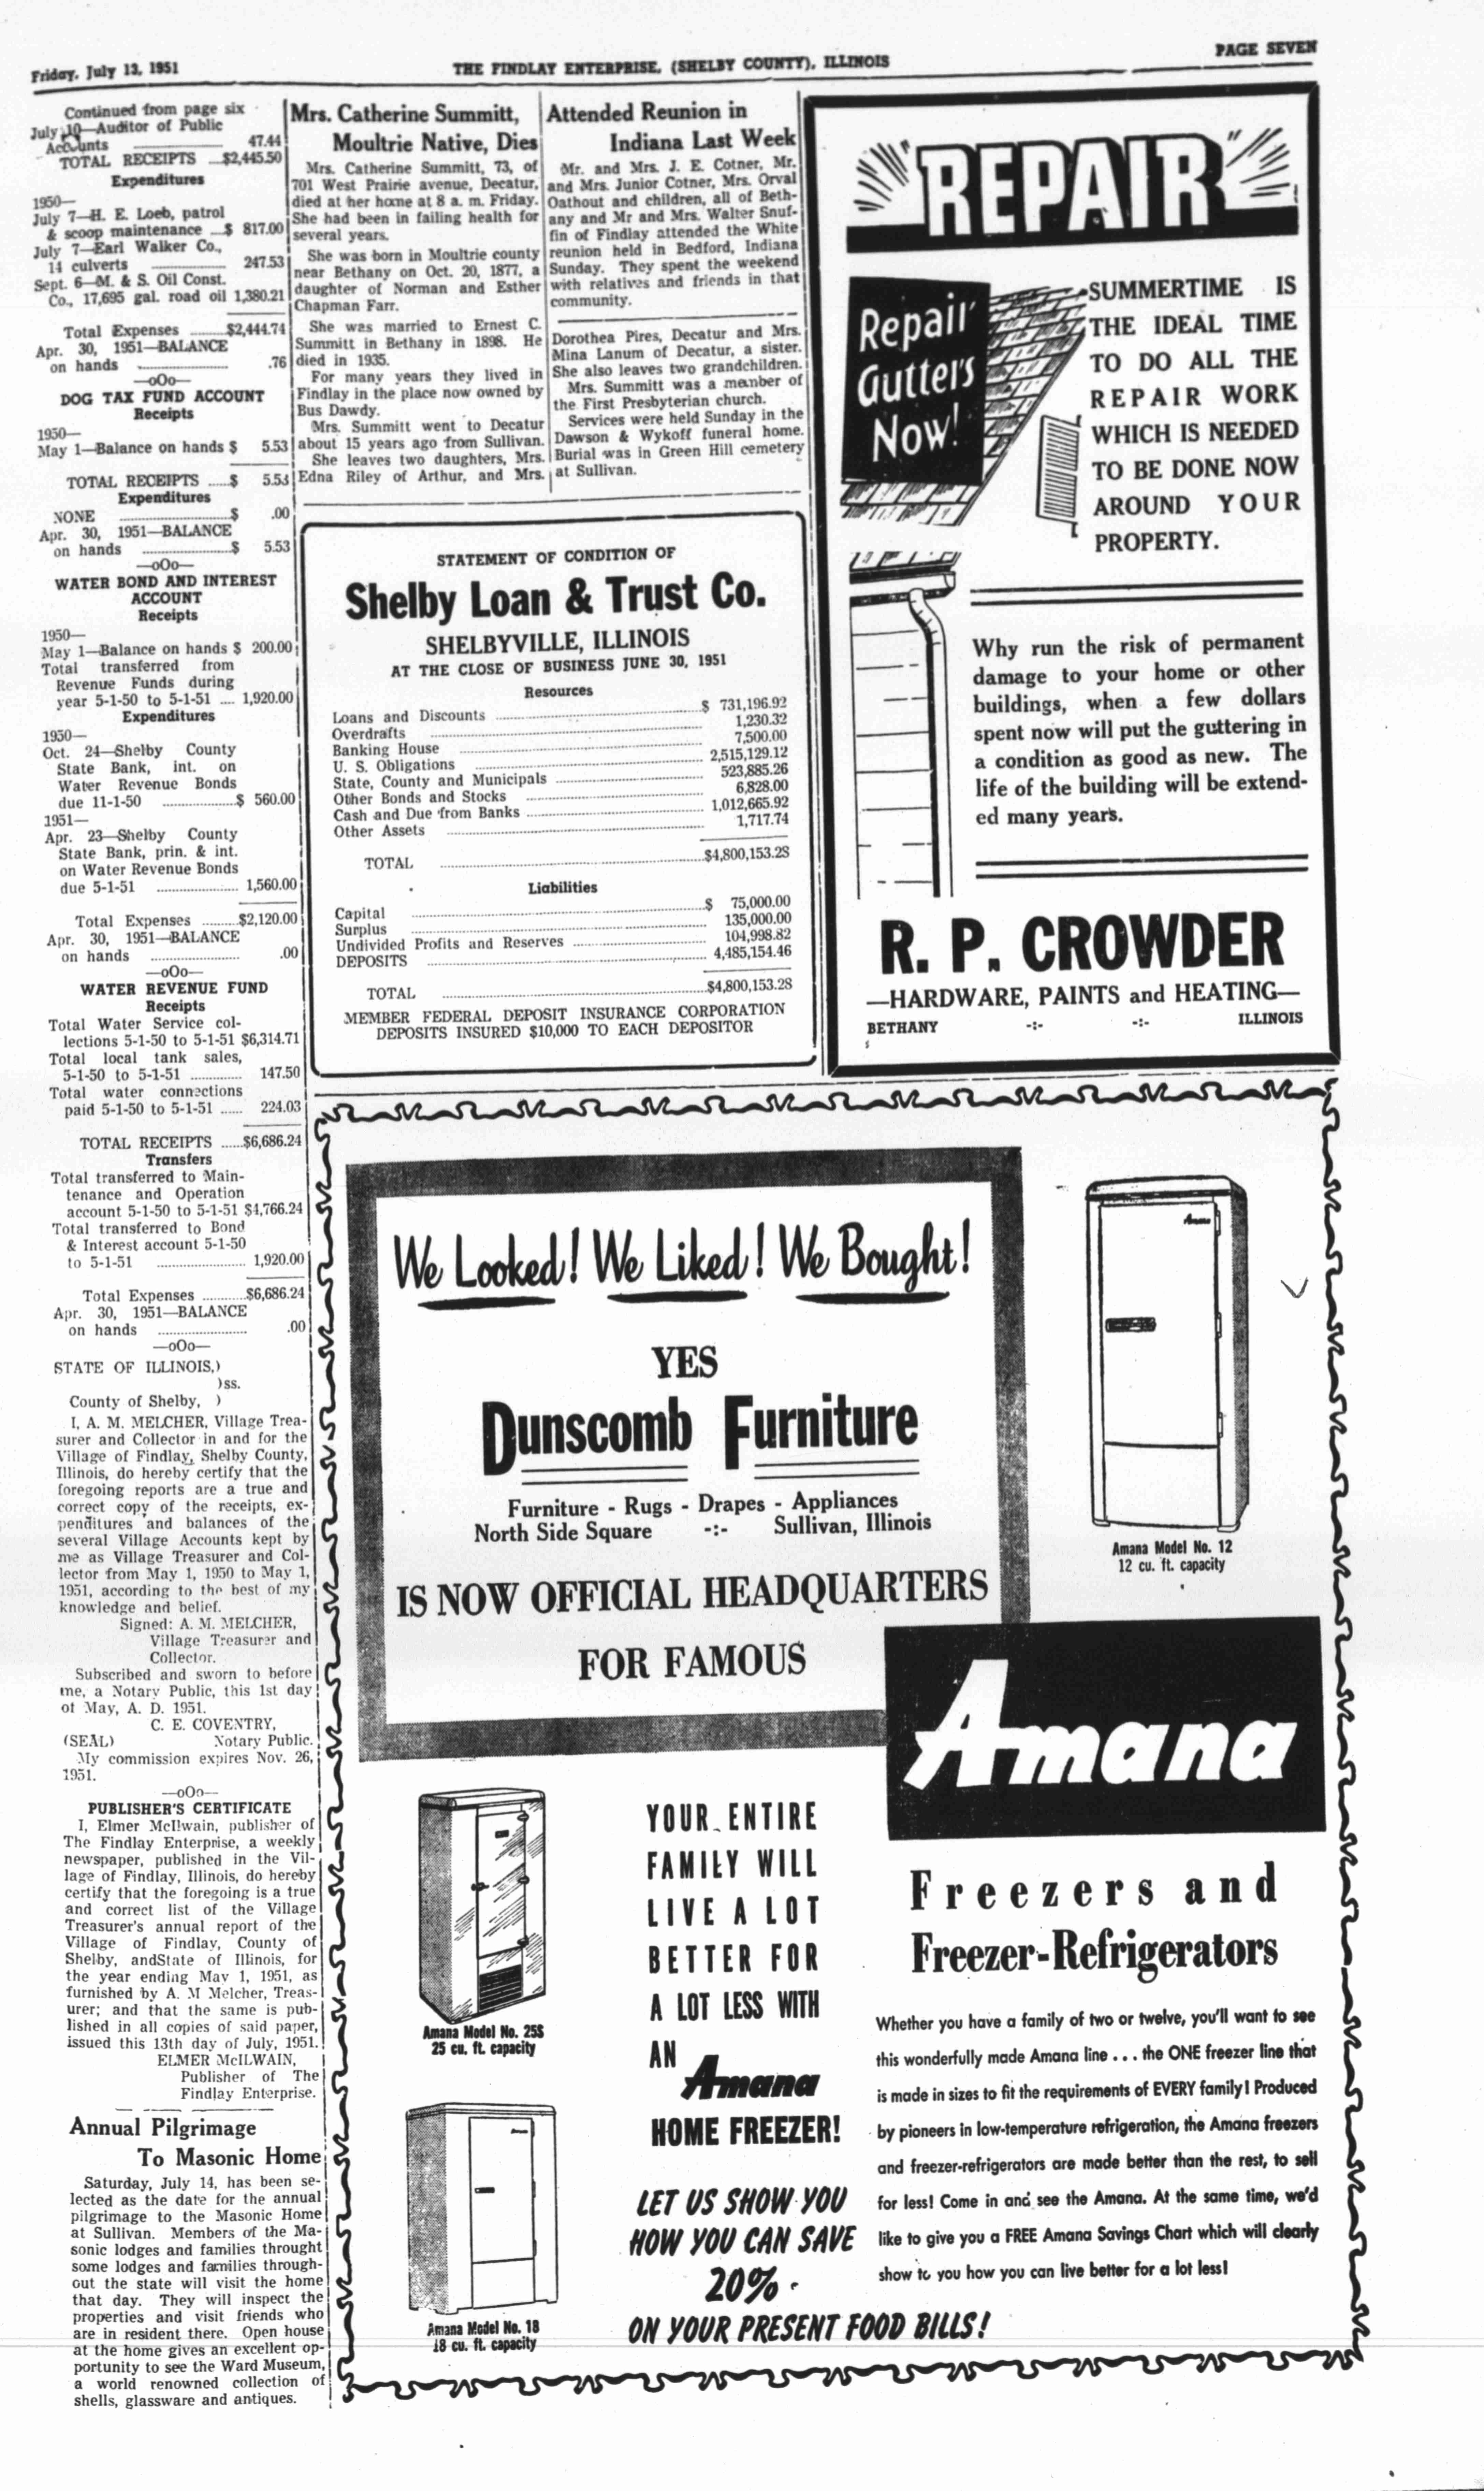 Friday, July 13, 1951
THE FINDLAY ENTERPRISE, (SHELBY COUNTY), ILLINOIS
PAGE SEVEN
Continued from page six
July 10—Auditor of Public
Accounts 47.44
TOTAL RECEIPTS $2,445.50
Expenditures
1950—
July 7—H. E. Loeb, patrol
& scoop maintenance $ 817.00
July 7—Earl Walker Co.,
14 culverts 247.53
Sept. 6—M. & S. Oil Const.
Co., 17,695 gal. road oil 1,380.21
Total Expenses $2,444.74
Apr. 30, 1951—BALANCE
on hands .76
—oOo—
DOG TAX FUND ACCOUNT
Receipts
1950—
May 1—Balance on hands $ 5.53
TOTAL RECEIPTS $ 5.53
Expenditures
NONE $ .00
Apr. 30, 1951—BALANCE
on hands $ 5.53
—oOo—
WATER BOND AND INTEREST
ACCOUNT
Receipts
1950—
May 1—Balance on hands $ 200.00
Total transferred from
Revenue Funds during
year 5-1-50 to 5-1-51 .... 1,920.00
Expenditures
1950—
Oct. 24—Shelby County
State Bank, int. on
Water Revenue Bonds
due 11-1-50 $ 560.00
1951—
Apr. 23—Shelby County
State Bank, prin. & int.
on Water Revenue Bonds
due 5-1-51 1,560.00
Total Expenses $2,120.00
Apr. 30, 1951—BALANCE
on hands .00
—oOo—
WATER REVENUE FUND
Receipts
Total Water Service col-
lections 5-1-50 to 5-1-51 $6,314.71
Total local tank sales,
5-1-50 to 5-1-51 147.50
Total water connections
paid 5-1-50 to 5-1-51 224.03
TOTAL RECEIPTS $6,686.24
Transfers
Total transferred to Main-
tenance and Operation
account 5-1-50 to 5-1-51 $4,766.24
Total transferred to Bond
& Interest account 5-1-50
to 5-1-51 1,920.00
Total Expenses $6,686.24
Apr. 30, 1951—BALANCE
on hands .00
—oOo—
STATE OF ILLINOIS,)
)ss.
County of Shelby, )
I, A. M. MELCHER, Village Trea-
surer and Collector in and for the
Village of Findlay, Shelby County,
Illinois, do hereby certify that the
foregoing reports are a true and
correct copy of the receipts, ex-
penditures and balances of the
several Village Accounts kept by
me as Village Treasurer and Col-
lector from May 1, 1950 to May 1,
1951, according to the best of my
knowledge and belief.
Signed: A. M. MELCHER,
Village Treasurer and
Collector.
Subscribed and sworn to before
me, a Notary Public, this 1st day
of May, A. D. 1951.
C. E. COVENTRY,
(SEAL) Notary Public.
My commission expires Nov. 26,
1951.
—oOo—
PUBLISHER'S CERTIFICATE
I, Elmer McIlwain, publisher of
The Findlay Enterprise, a weekly
newspaper, published in the Vil-
lage of Findlay, Illinois, do hereby
certify that the foregoing is a true
and correct list of the Village
Treasurer's annual report of the
Village of Findlay, County of
Shelby, andState of Illinois, for
the year ending May 1, 1951, as
furnished by A. M Melcher, Treas-
urer; and that the same is pub-
lished in all copies of said paper,
issued this 13th day of July, 1951.
ELMER McILWAIN,
Publisher of The
Findlay Enterprise.
Annual Pilgrimage
To Masonic Home
Saturday, July 14, has been se-
lected as the date for the annual
pilgrimage to the Masonic Home
at Sullivan. Members of the Ma-
sonic lodges and families throught
some lodges and families through-
out the state will visit the home
that day. They will inspect the
properties and visit friends who
are in resident there. Open house
at the home gives an excellent op-
portunity to see the Ward Museum,
a world renowned collection of
shells, glassware and antiques.
Mrs. Catherine Summitt,
Moultrie Native, Dies
Mrs. Catherine Summitt, 73, of
701 West Prairie avenue, Decatur,
died at her home at 8 a. m. Friday.
She had been in failing health for
several years.
She was born in Moultrie county
near Bethany on Oct. 20, 1877, a
daughter of Norman and Esther
Chapman Farr.
She was married to Ernest C.
Summitt in Bethany in 1898. He
died in 1935.
For many years they lived in
Findlay in the place now owned by
Bus Dawdy.
Mrs. Summitt went to Decatur
about 15 years ago from Sullivan.
She leaves two daughters, Mrs.
Edna Riley of Arthur, and Mrs.
Attended Reunion in
Indiana Last Week
Mr. and Mrs. J. E. Cotner, Mr.
and Mrs. Junior Cotner, Mrs. Orval
Oathout and children, all of Beth-
any and Mr and Mrs. Walter Snuf-
fin of Findlay attended the White
reunion held in Bedford, Indiana
Sunday. They spent the weekend
with relatives and friends in that
community.
Dorothea Pires, Decatur and Mrs.
Mina Lanum of Decatur, a sister.
She also leaves two grandchildren.
Mrs. Summitt was a member of
the First Presbyterian church.
Services were held Sunday in the
Dawson & Wykoff funeral home.
Burial was in Green Hill cemetery
at Sullivan.
STATEMENT OF CONDITION OF
Shelby Loan & Trust Co.
SHELBYVILLE, ILLINOIS
AT THE CLOSE OF BUSINESS JUNE 30, 1951
Resources
Loans and Discounts $ 731,196.92
Overdrafts 1,230.32
Banking House 7,500.00
U. S. Obligations 2,515,129.12
State, County and Municipals 523,885.26
Other Bonds and Stocks 6,828.00
Cash and Due from Banks 1,012,665.92
Other Assets 1,717.74
TOTAL $4,800,153.28
Liabilities
Capital $ 75,000.00
Surplus 135,000.00
Undivided Profits and Reserves 104,998.82
DEPOSITS 4,485,154.46
TOTAL $4,800,153.28
MEMBER FEDERAL DEPOSIT INSURANCE CORPORATION
DEPOSITS INSURED $10,000 TO EACH DEPOSITOR
REPAIR
Repair
Gutters
Now!
SUMMERTIME IS
THE IDEAL TIME
TO DO ALL THE
REPAIR WORK
WHICH IS NEEDED
TO BE DONE NOW
AROUND YOUR
PROPERTY.
Why run the risk of permanent
damage to your home or other
buildings, when a few dollars
spent now will put the guttering in
a condition as good as new. The
life of the building will be extend-
ed many years.
R. P. CROWDER
—HARDWARE, PAINTS and HEATING—
BETHANY -:- -:- ILLINOIS
We Looked! We Liked! We Bought!
YES
Dunscomb Furniture
Furniture - Rugs - Drapes - Appliances
North Side Square -:- Sullivan, Illinois
IS NOW OFFICIAL HEADQUARTERS
FOR FAMOUS
Amana
Amana
Amana Model No. 12
12 cu. ft. capacity
Amana Model No. 25S
25 cu. ft. capacity
Amana Model No. 18
18 cu. ft. capacity
YOUR ENTIRE
FAMILY WILL
LIVE A LOT
BETTER FOR
A LOT LESS WITH
AN Amana
HOME FREEZER!
LET US SHOW YOU
HOW YOU CAN SAVE
20%
ON YOUR PRESENT FOOD BILLS!
Freezers and
Freezer-Refrigerators
Whether you have a family of two or twelve, you'll want to see
this wonderfully made Amana line . . . the ONE freezer line that
is made in sizes to fit the requirements of EVERY family! Produced
by pioneers in low-temperature refrigeration, the Amana freezers
and freezer-refrigerators are made better than the rest, to sell
for less! Come in and see the Amana. At the same time, we'd
like to give you a FREE Amana Savings Chart which will clearly
show to you how you can live better for a lot less!